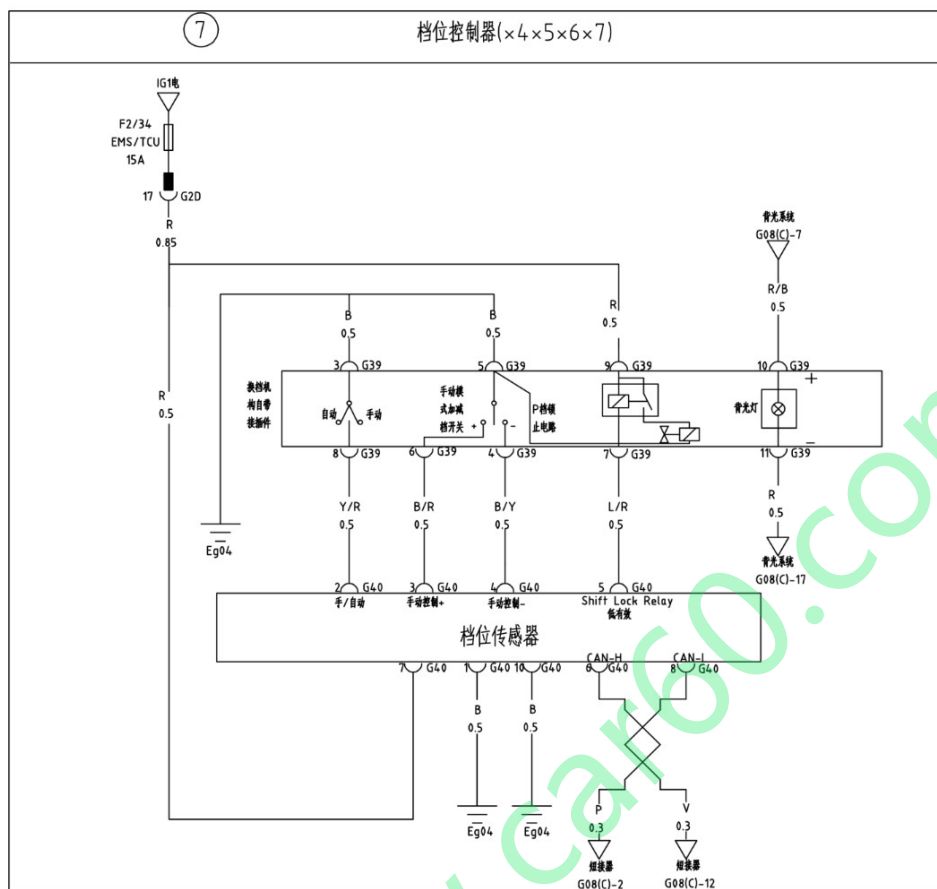 7
档位控制器(×4×5×6×7)
IG1电
F2/34
EMS/TCU
15A
17 G2D
R
0.85
背光系统
G08(C)-7
R/B
0.5
B
0.5
B
0.5
R
0.5
3 G39
5 G39
9 G39
10 G39
换挡机
构自带
接插件
自动 手动
手动模
式加减
档开关 + -
P档锁
止电路
背光灯
+
-
R
0.5
8 G39
6 G39
4 G39
7 G39
11 G39
Y/R
0.5
B/R
0.5
B/Y
0.5
L/R
0.5
R
0.5
Eg04
背光系统
G08(C)-17
2 G40
3 G40
4 G40
5 G40
手/自动
手动控制+
手动控制-
Shift Lock Relay
低有效
档位传感器
CAN-H
CAN-L
7 G40
1 G40
10 G40
6 G40
8 G40
B
0.5
B
0.5
Eg04
Eg04
P
0.3
V
0.3
短接器
G08(C)-2
短接器
G08(C)-12
.car60.com